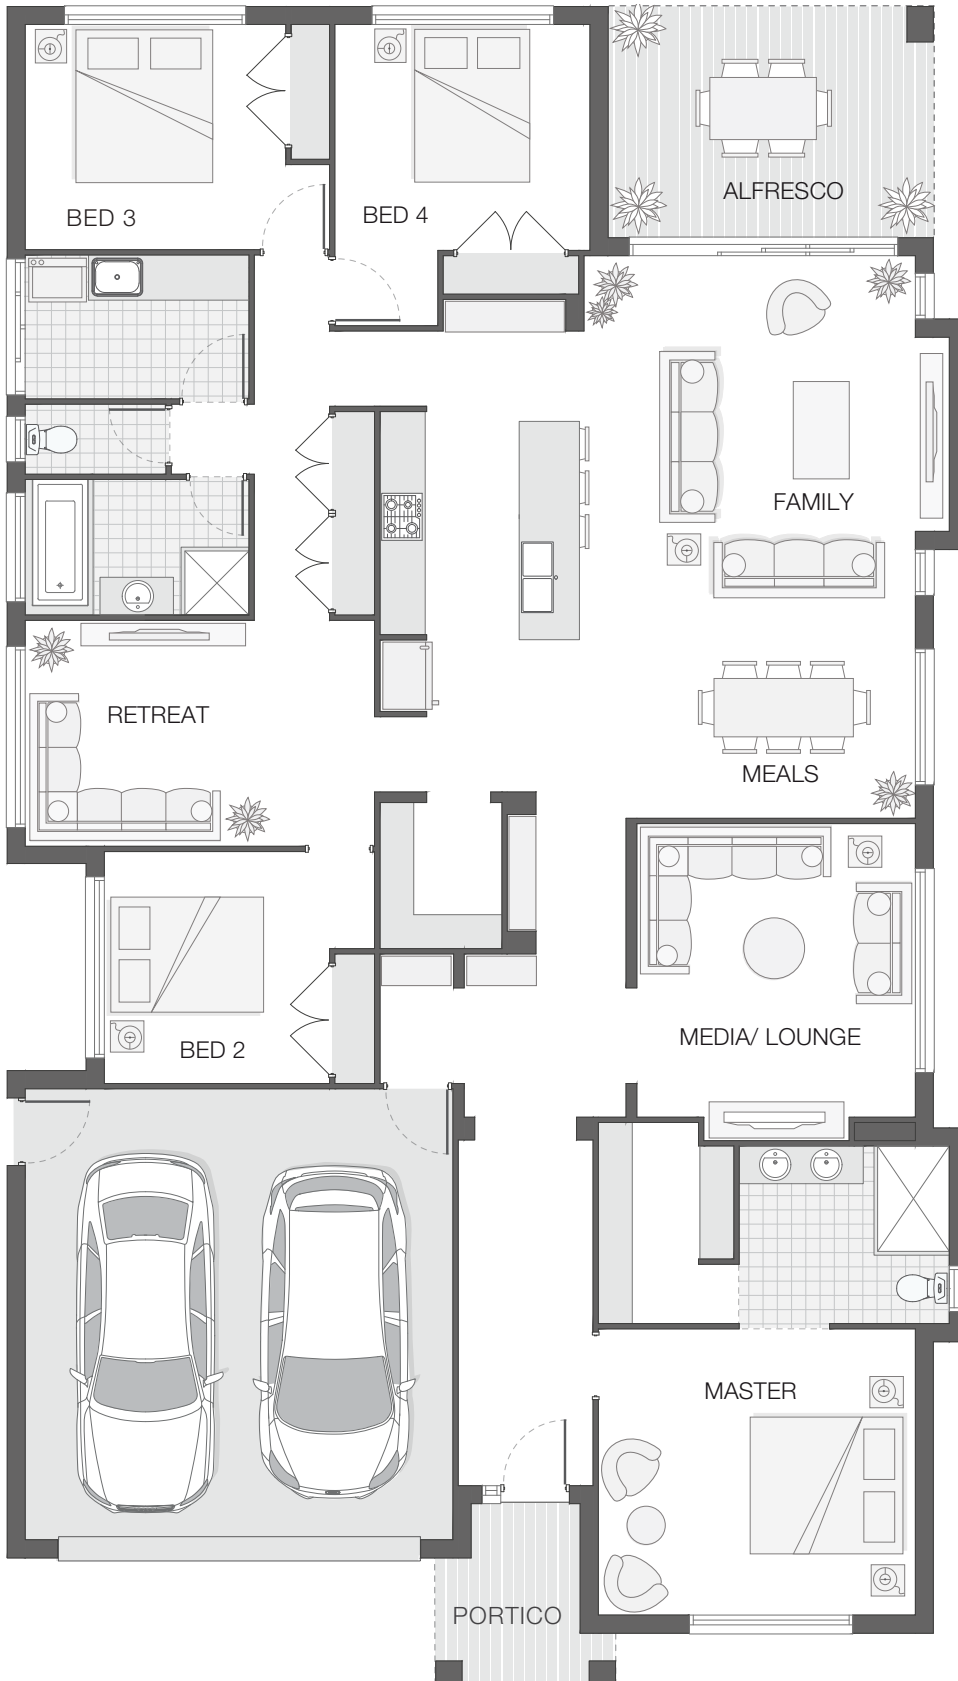 ALFRESCO
BED 3
BED 4
FAMILY
RETREAT
MEALS
MEDIA/ LOUNGE
BED 2
MASTER
PORTICO